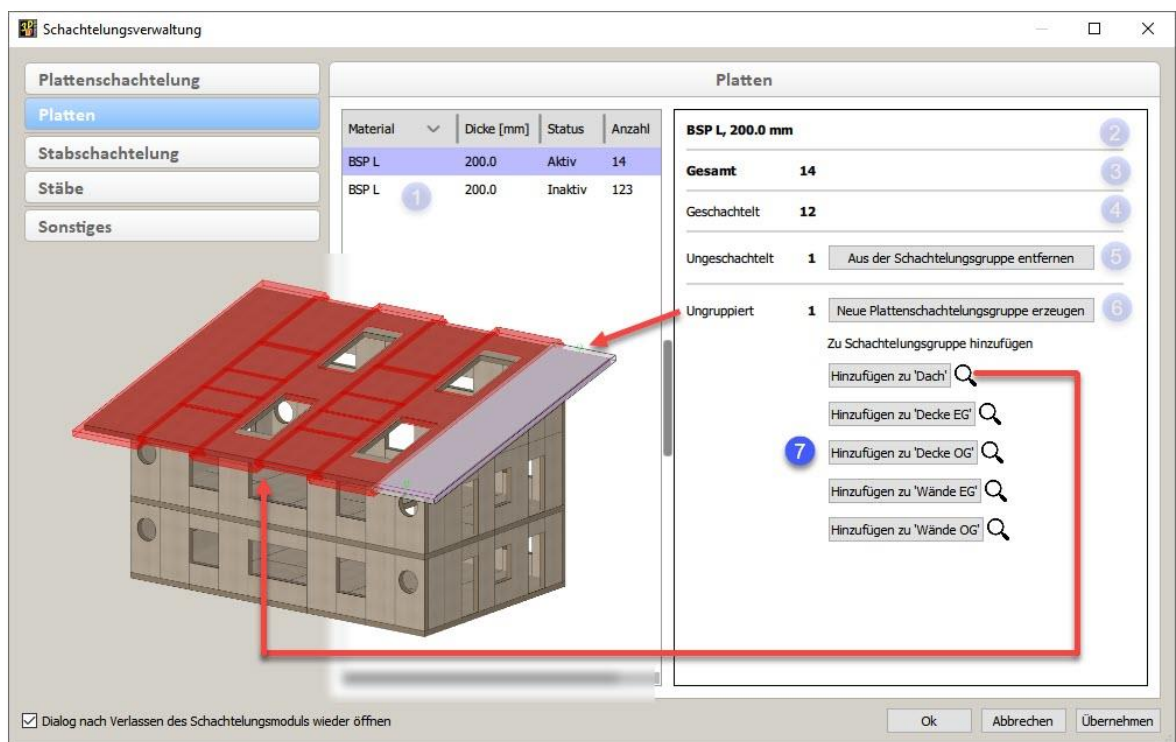 Schachtelungsverwaltung
Plattenschachtelung
Platten
Stabschachtelung
Stäbe
Sonstiges
Platten
Material Dicke [mm] Status Anzahl
BSP L 200.0 Aktiv 14
BSP L 200.0 Inaktiv 123
1
BSP L, 200.0 mm 2
Gesamt 14 3
Geschachtelt 12 4
Ungeschachtelt 1 Aus der Schachtelungsgruppe entfernen 5
Ungruppiert 1 Neue Plattenschachtelungsgruppe erzeugen 6
Zu Schachtelungsgruppe hinzufügen
Hinzufügen zu 'Dach'
Hinzufügen zu 'Decke EG'
7 Hinzufügen zu 'Decke OG'
Hinzufügen zu 'Wände EG'
Hinzufügen zu 'Wände OG'
Dialog nach Verlassen des Schachtelungsmoduls wieder öffnen
Ok Abbrechen Übernehmen